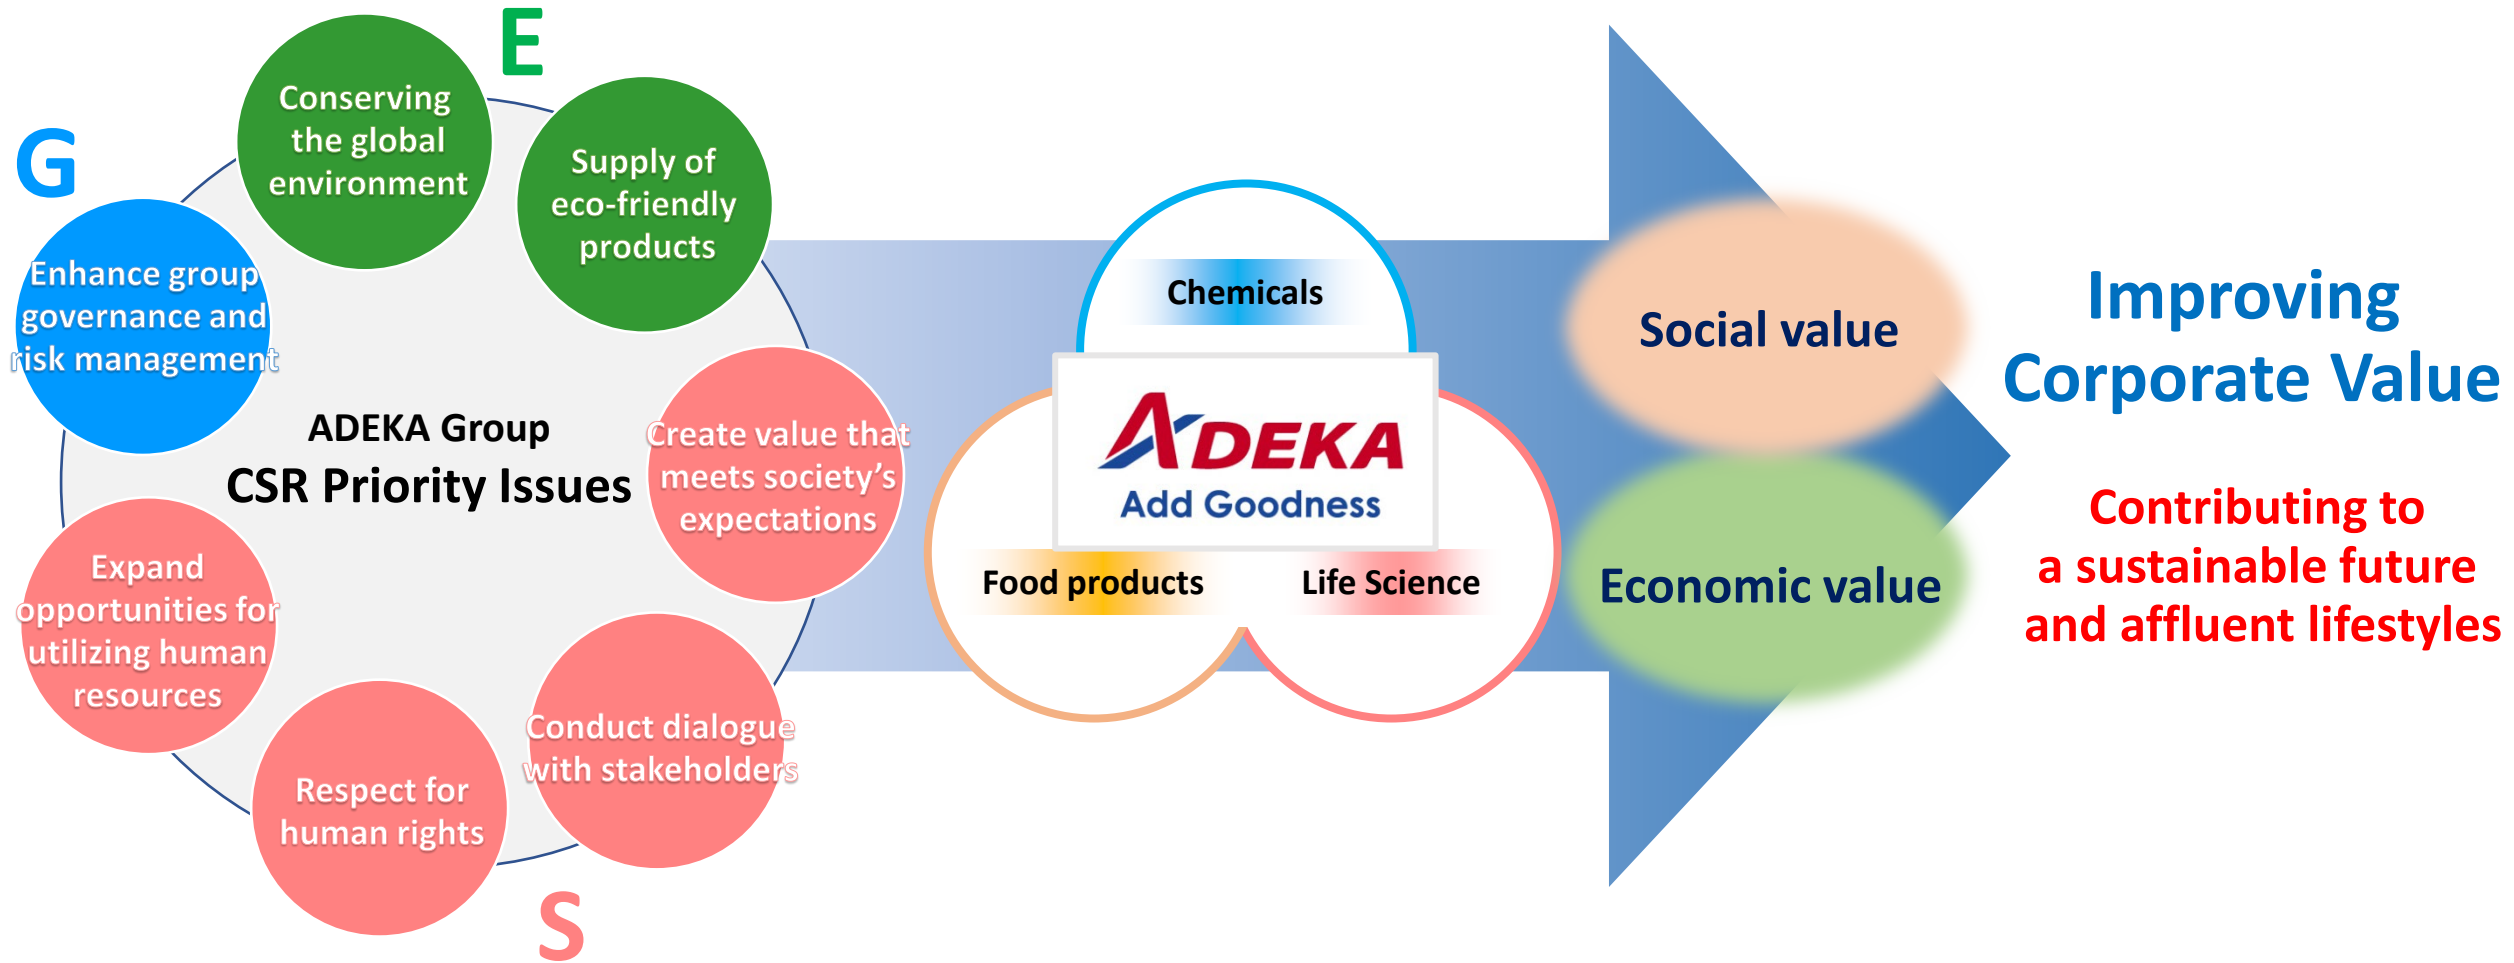 E
Conserving
the global
environment
Supply of
eco-friendly
products
G
Enhance group
governance and
risk management
ADEKA Group
CSR Priority Issues
Create value that
meets society's
expectations
Expand
opportunities for
utilizing human
resources
Conduct dialogue
with stakeholders
Respect for
human rights
S
Chemicals
ADEKA
Add Goodness
Food products
Life Science
Social value
Economic value
Improving
Corporate Value
Contributing to
a sustainable future
and affluent lifestyles